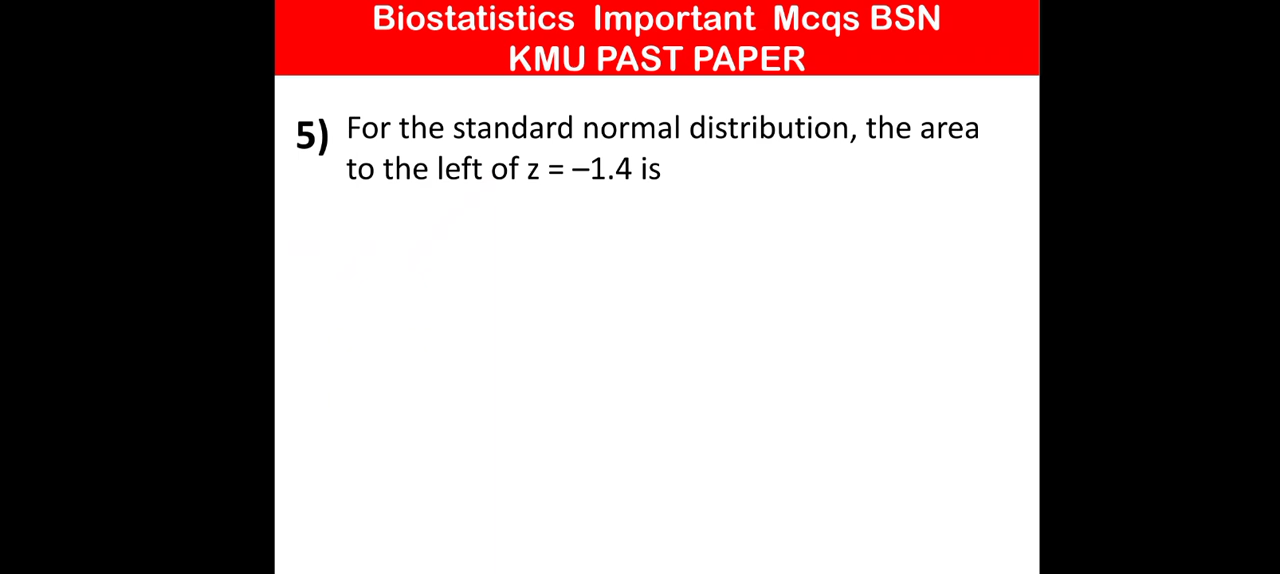 Biostatistics Important Mcqs BSN
KMU PAST PAPER
5) For the standard normal distribution, the area
to the left of z = –1.4 is